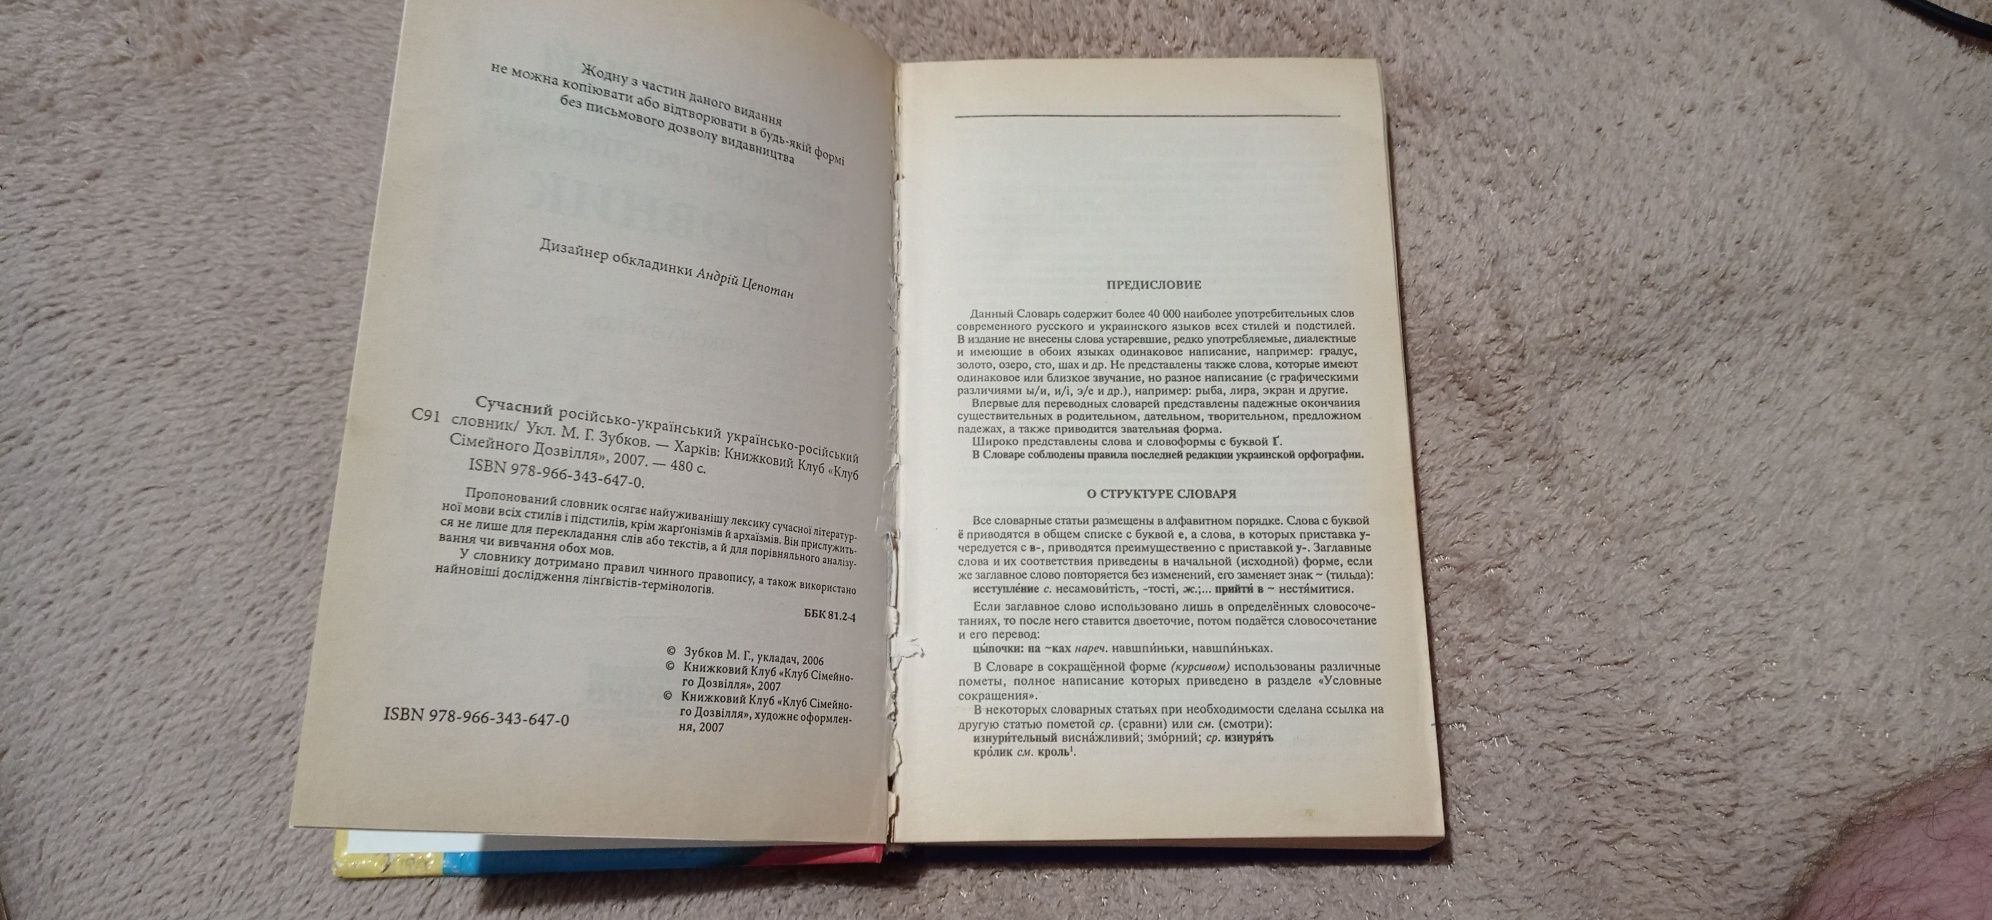 Жодну з частин даного видання
не можна копіювати або відтворювати в будь-якій формі
без письмового дозволу видавництва
Дизайнер обкладинки Андрій Цепотан
Сучасний російсько-український українсько-російський
С91 словник/ Укл. М. Г. Зубков. — Харків: Книжковий Клуб «Клуб
Сімейного Дозвілля», 2007. — 480 с.
ISBN 978-966-343-647-0.
Пропонований словник осягає найуживанішу лексику сучасної літератур-
ної мови всіх стилів і підстилів, крім жарґонізмів й архаїзмів. Він прислужить-
ся не лише для перекладання слів або текстів, а й для порівняльного аналізу-
вання чи вивчання обох мов.
У словнику дотримано правил чинного правопису, а також використано
найновіші дослідження лінґвістів-термінологів.
ББК 81.2-4
© Зубков М. Г., укладач, 2006
© Книжковий Клуб «Клуб Сімейно-
го Дозвілля», 2007
© Книжковий Клуб «Клуб Сімейно-
го Дозвілля», художнє оформлен-
ня, 2007
ISBN 978-966-343-647-0
ПРЕДИСЛОВИЕ
Данный Словарь содержит более 40 000 наиболее употребительных слов
современного русского и украинского языков всех стилей и подстилей.
В издание не внесены слова устаревшие, редко употребляемые, диалектные
и имеющие в обоих языках одинаковое написание, например: градус,
золото, озеро, сто, шах и др. Не представлены также слова, которые имеют
одинаковое или близкое звучание, но разное написание (с графическими
различиями ы/и, и/і, э/е и др.), например: рыба, лира, экран и другие.
Впервые для переводных словарей представлены падежные окончания
существительных в родительном, дательном, творительном, предложном
падежах, а также приводится звательная форма.
Широко представлены слова и словоформы с буквой Ґ.
В Словаре соблюдены правила последней редакции украинской орфографии.
О СТРУКТУРЕ СЛОВАРЯ
Все словарные статьи размещены в алфавитном порядке. Слова с буквой
ё приводятся в общем списке с буквой е, а слова, в которых приставка у-
чередуется с в-, приводятся преимущественно с приставкой у-. Заглавные
слова и их соответствия приведены в начальной (исходной) форме, если
же заглавное слово повторяется без изменений, его заменяет знак ~ (тильда):
исступле́ние с. несамови́тість, -тості, ж.;... прийти́ в ~ нестя́митися.
Если заглавное слово использовано лишь в определённых словосоче-
таниях, то после него ставится двоеточие, потом подаётся словосочетание
и его перевод:
цы́почки: на ~ках нареч. навшпи́ньки, навшпи́ньках.
В Словаре в сокращённой форме (курсивом) использованы различные
пометы, полное написание которых приведено в разделе «Условные
сокращения».
В некоторых словарных статьях при необходимости сделана ссылка на
другую статью пометой ср. (сравни) или см. (смотри):
изнури́тельный висна́жливий; змо́рний; ср. изнуря́ть
кро́лик см. кроль¹.